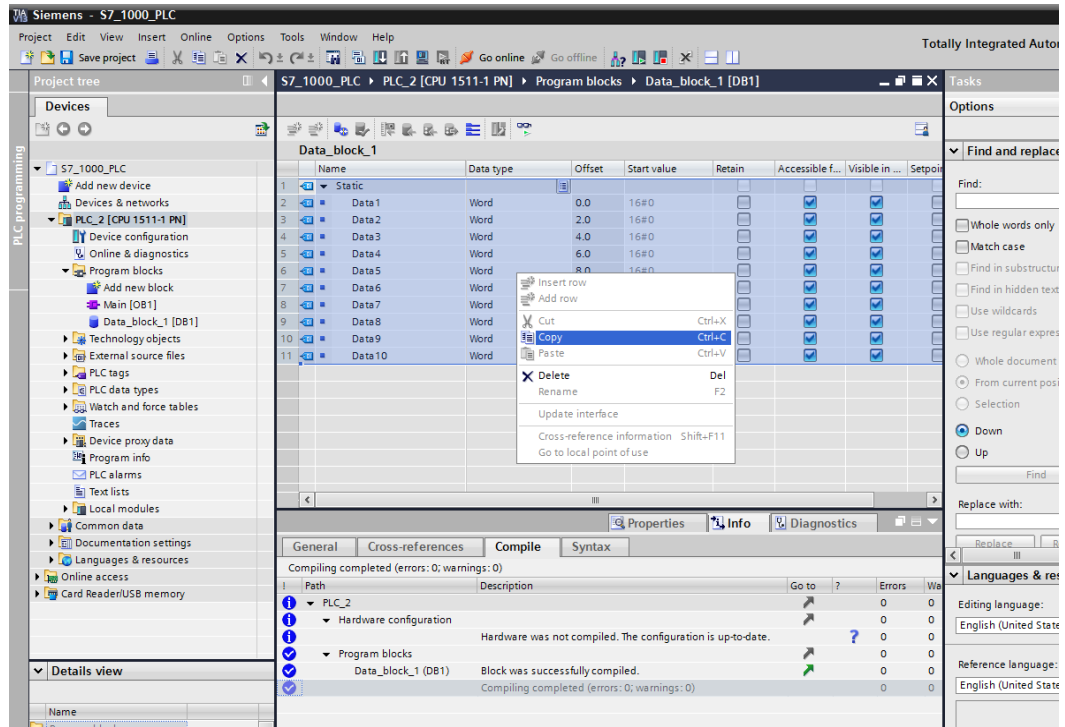 Siemens - S7_1000_PLC
Project Edit View Insert Online Options Tools Window Help
Totally Integrated Autor
Save project Go online Go offline
Project tree
S7_1000_PLC PLC_2 [CPU 1511-1 PN] Program blocks Data_block_1 [DB1]
Tasks
Devices
Options
PLC programming
Data_block_1
Name Data type Offset Start value Retain Accessible f... Visible in ... Setpoin
1 Static
2 Data1 Word 0.0 16#0
3 Data2 Word 2.0 16#0
4 Data3 Word 4.0 16#0
5 Data4 Word 6.0 16#0
6 Data5 Word 8.0 16#0
7 Data6 Word
8 Data7 Word
9 Data8 Word
10 Data9 Word
11 Data10 Word
Insert row
Add row
Cut Ctrl+X
Copy Ctrl+C
Paste Ctrl+V
Delete Del
Rename F2
Update interface
Cross-reference information Shift+F11
Go to local point of use
S7_1000_PLC
Add new device
Devices & networks
PLC_2 [CPU 1511-1 PN]
Device configuration
Online & diagnostics
Program blocks
Add new block
Main [OB1]
Data_block_1 [DB1]
Technology objects
External source files
PLC tags
PLC data types
Watch and force tables
Traces
Device proxy data
Program info
PLC alarms
Text lists
Local modules
Common data
Documentation settings
Languages & resources
Online access
Card Reader/USB memory
Details view
Name
Find and replace
Find:
Whole words only
Match case
Find in substructur
Find in hidden text
Use wildcards
Use regular expres
Whole document
From current posi
Selection
Down
Up
Find
Replace with:
Replace R
Languages & res
Editing language:
English (United State
Reference language:
English (United State
Properties Info Diagnostics
General Cross-references Compile Syntax
Compiling completed (errors: 0; warnings: 0)
! Path Description Go to ? Errors Wa
PLC_2 0 0
Hardware configuration 0 0
Hardware was not compiled. The configuration is up-to-date. ? 0 0
Program blocks 0 0
Data_block_1 (DB1) Block was successfully compiled. 0 0
Compiling completed (errors: 0; warnings: 0) 0 0